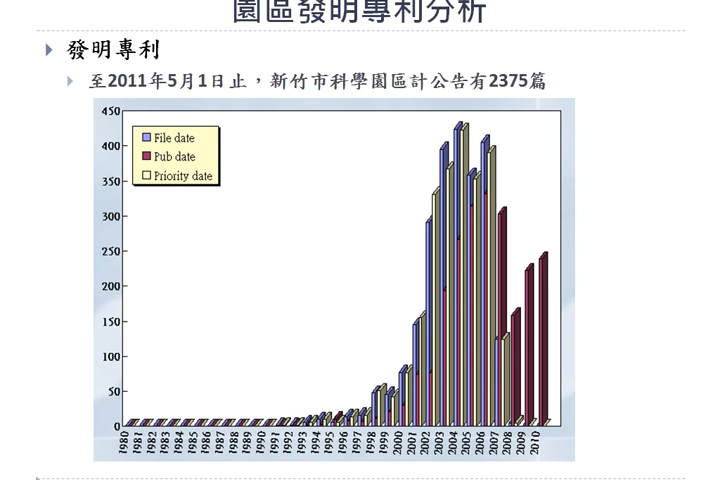 園區發明專利分析
發明專利
至2011年5月1日止，新竹市科學園區計公告有2375篇
450
400
350
300
250
200
150
100
50
0
File date
Pub date
Priority date
1980 1981 1982 1983 1984 1985 1986 1987 1988 1989 1990 1991 1992 1993 1994 1995 1996 1997 1998 1999 2000 2001 2002 2003 2004 2005 2006 2007 2008 2009 2010